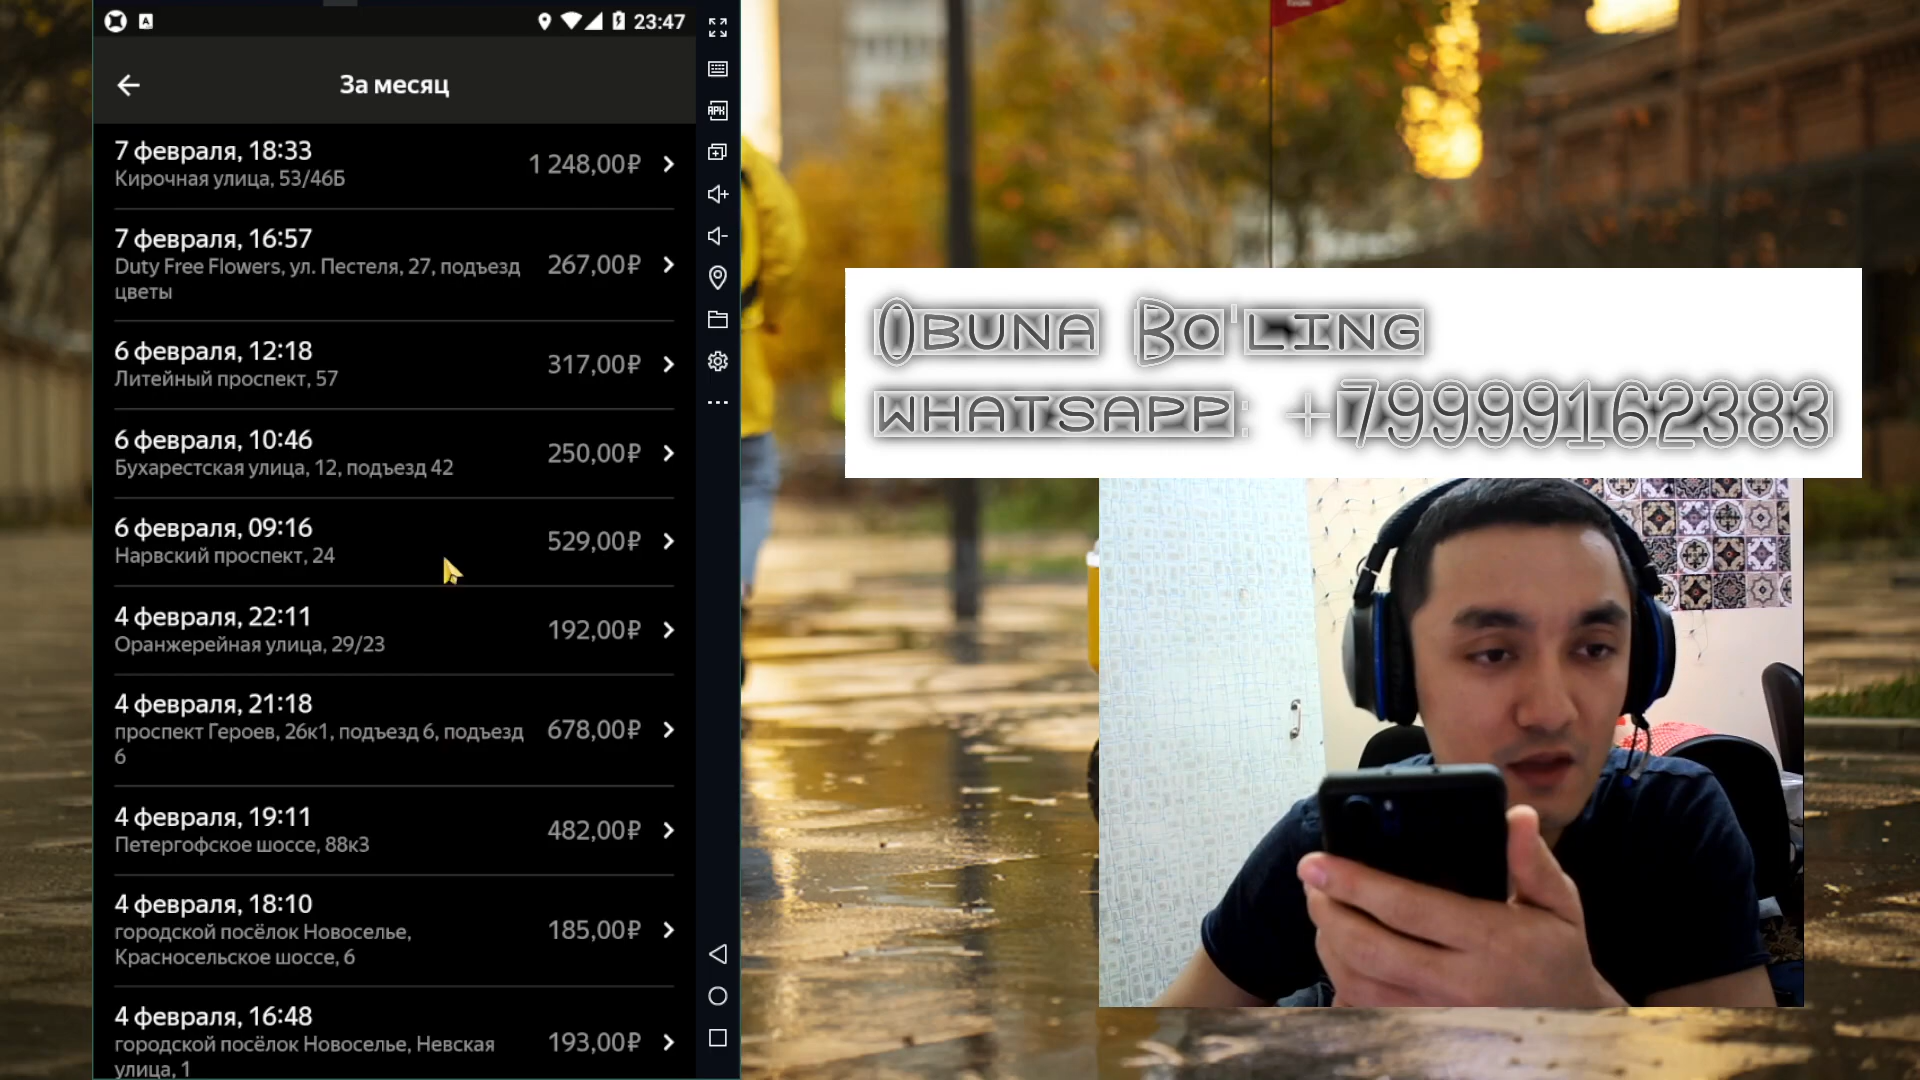 23:47
За месяц
7 февраля, 18:33
Кирочная улица, 53/46Б
1 248,00₽
7 февраля, 16:57
Duty Free Flowers, ул. Пестеля, 27, подъезд
цветы
267,00₽
6 февраля, 12:18
Литейный проспект, 57
317,00₽
6 февраля, 10:46
Бухарестская улица, 12, подъезд 42
250,00₽
6 февраля, 09:16
Нарвский проспект, 24
529,00₽
4 февраля, 22:11
Оранжерейная улица, 29/23
192,00₽
4 февраля, 21:18
проспект Героев, 26к1, подъезд 6, подъезд
6
678,00₽
4 февраля, 19:11
Петергофское шоссе, 88к3
482,00₽
4 февраля, 18:10
городской посёлок Новоселье,
Красносельское шоссе, 6
185,00₽
4 февраля, 16:48
городской посёлок Новоселье, Невская
улица, 1
193,00₽
APK
Obuna Bo'ling
whatsapp: +79999162383